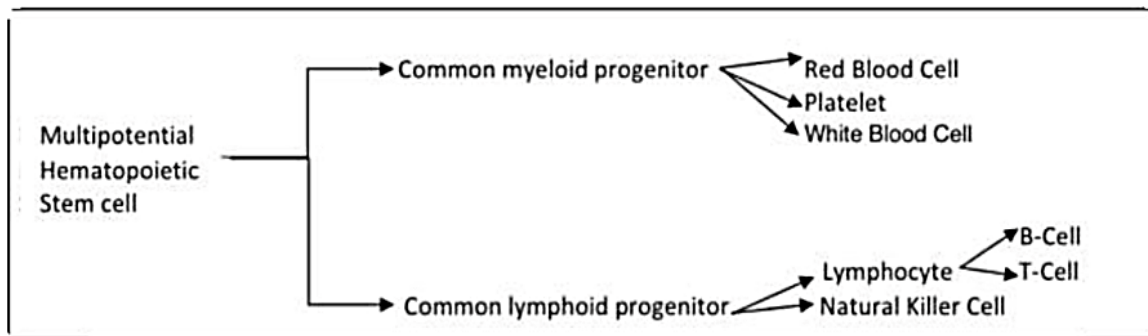 Common myeloid progenitor
Red Blood Cell
Platelet
White Blood Cell
Multipotential
Hematopoietic
Stem cell
B-Cell
Lymphocyte
T-Cell
Common lymphoid progenitor
Natural Killer Cell